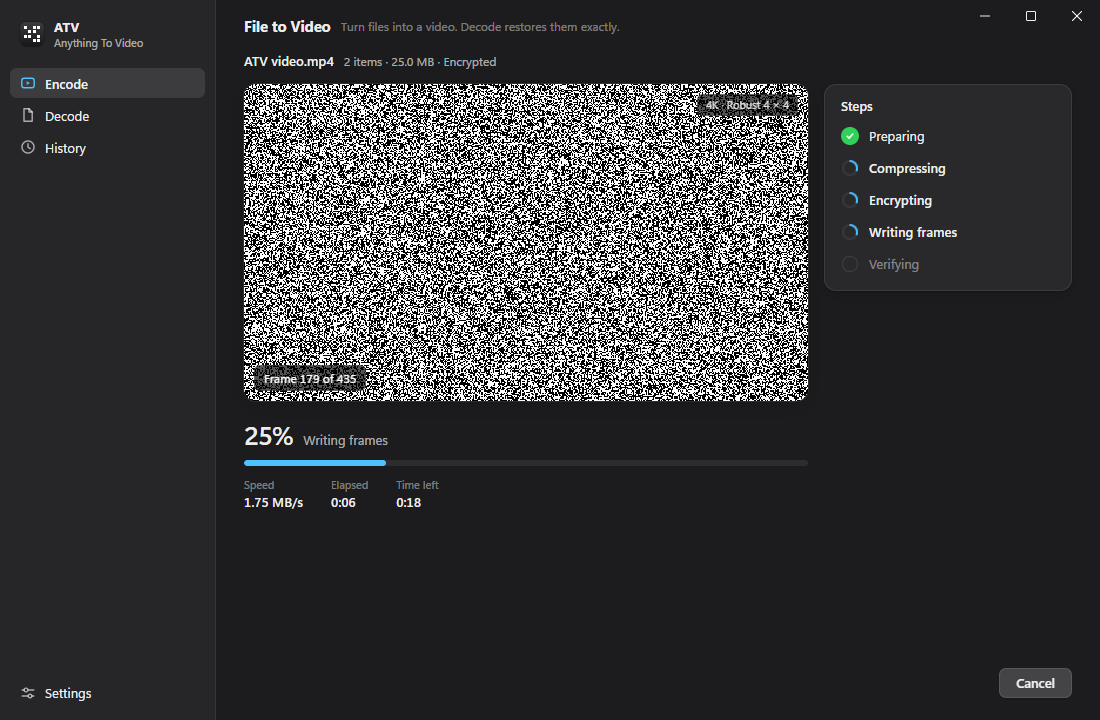 ATV
Anything To Video
Encode
Decode
History
Settings
File to Video Turn files into a video. Decode restores them exactly.
ATV video.mp4 2 items · 25.0 MB · Encrypted
4K Robust 4 × 4
Frame 179 of 435
25% Writing frames
Speed Elapsed Time left
1.75 MB/s 0:06 0:18
Steps
Preparing
Compressing
Encrypting
Writing frames
Verifying
Cancel